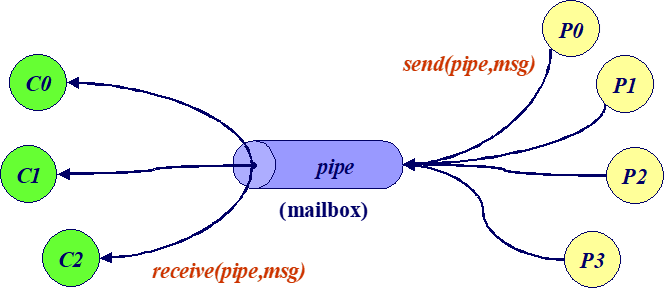 P0
send(pipe,msg)
C0
P1
pipe
C1
P2
(mailbox)
C2
receive(pipe,msg)
P3